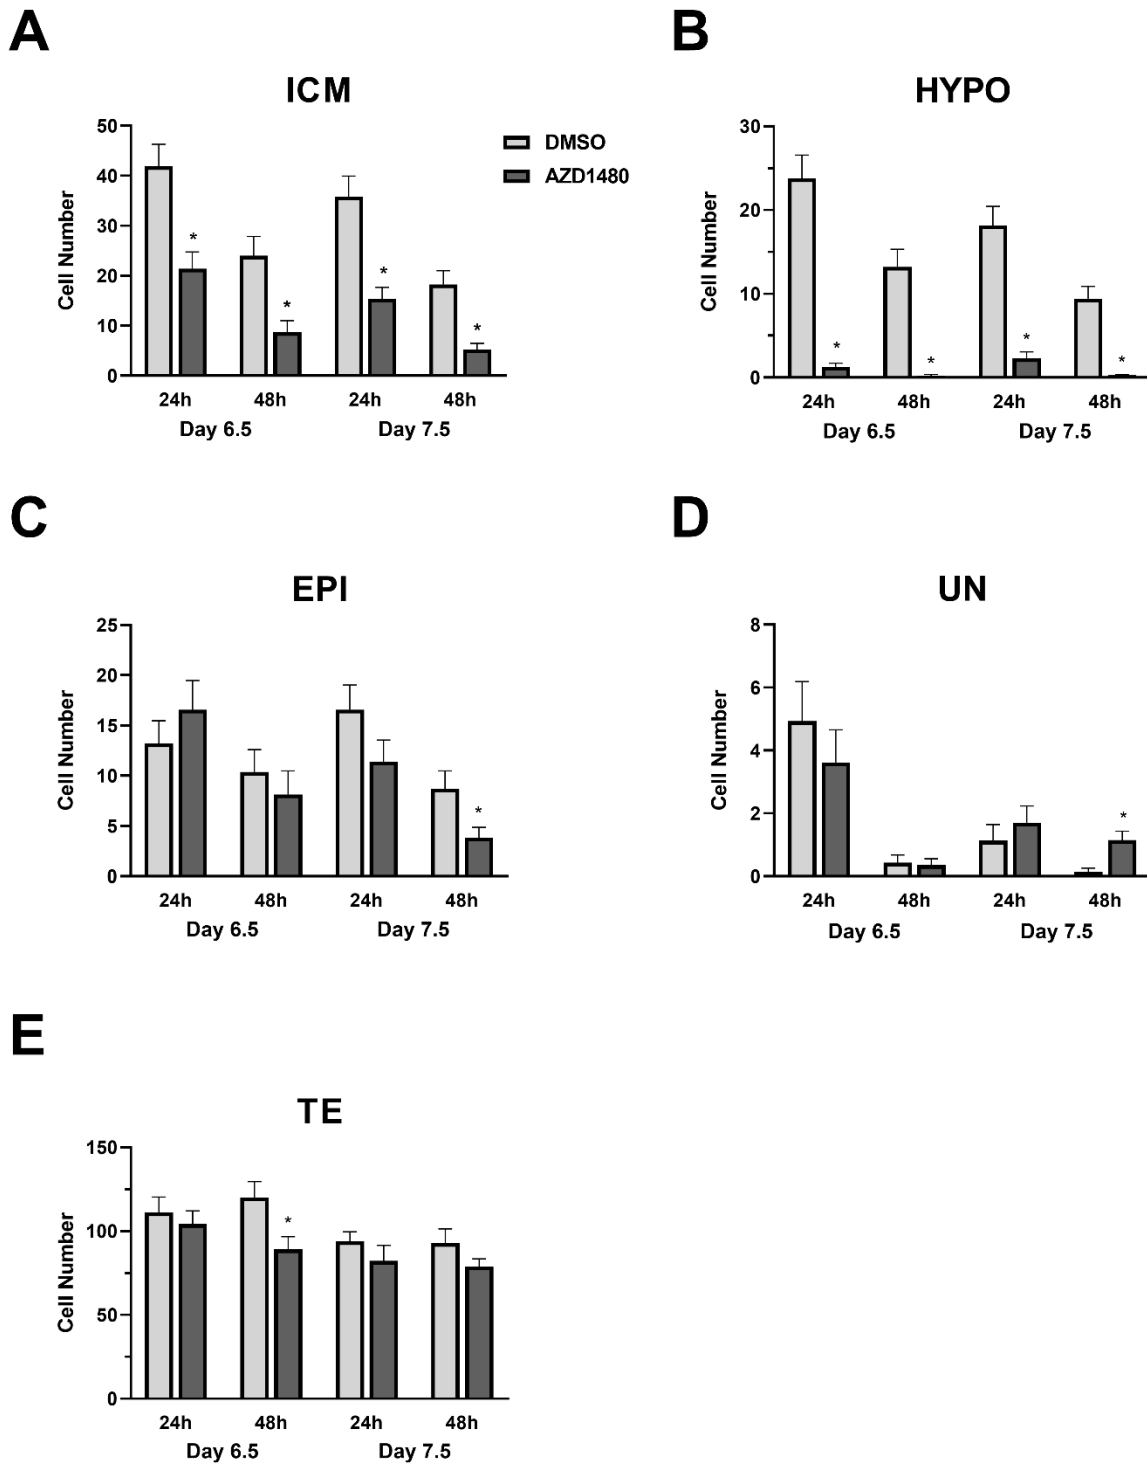 A
ICM
50
40
30
20
10
0
Cell Number
*
*
*
*
24h 48h 24h 48h
Day 6.5 Day 7.5
DMSO
AZD1480
B
HYPO
30
20
10
0
Cell Number
*
*
*
*
24h 48h 24h 48h
Day 6.5 Day 7.5
C
EPI
25
20
15
10
5
0
Cell Number
*
24h 48h 24h 48h
Day 6.5 Day 7.5
D
UN
8
6
4
2
0
Cell Number
*
24h 48h 24h 48h
Day 6.5 Day 7.5
E
TE
150
100
50
0
Cell Number
*
24h 48h 24h 48h
Day 6.5 Day 7.5